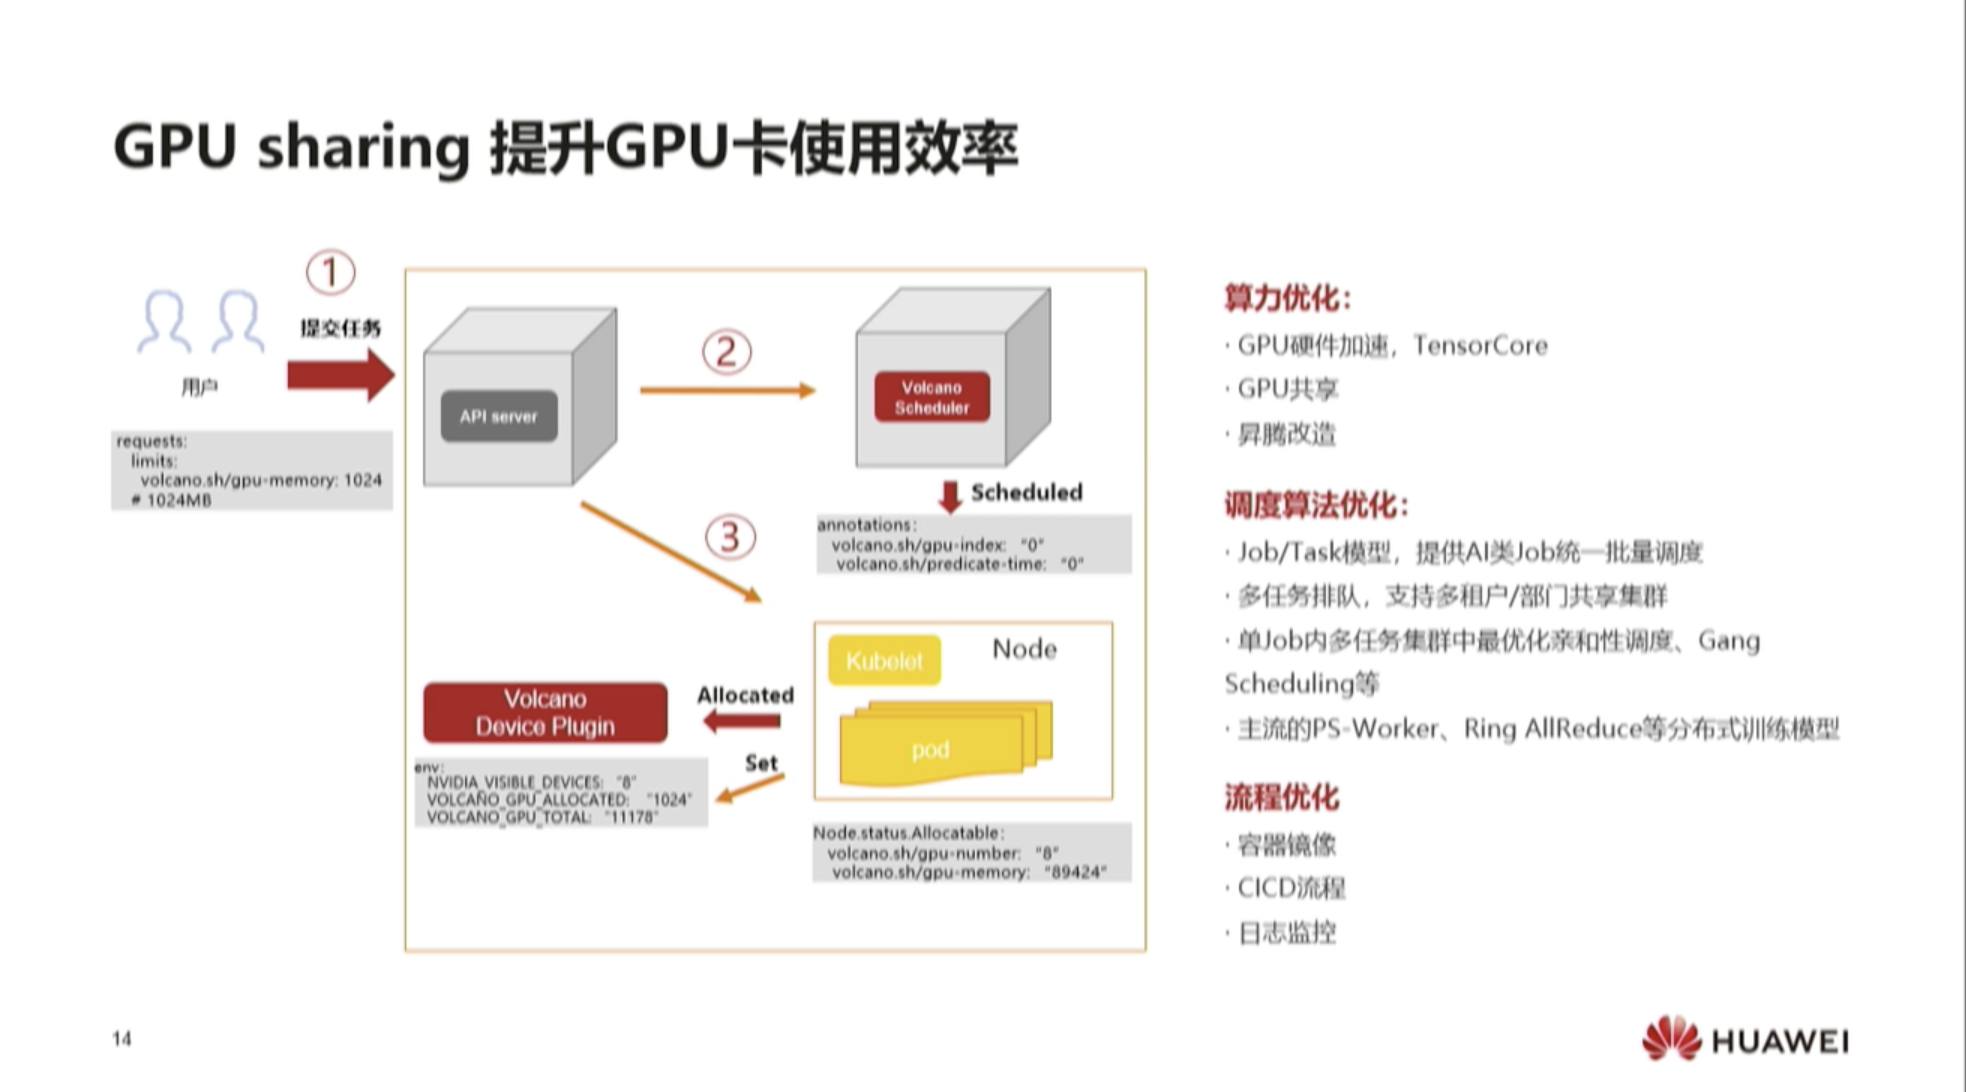 GPU sharing 提升GPU卡使用效率
①
提交任务
用户
requests:
limits:
volcano.sh/gpu-memory: 1024
# 1024MB
API server
②
Volcano
Scheduler
Scheduled
annotations:
volcano.sh/gpu-index: "0"
volcano.sh/predicate-time: "0"
③
Kubelet
Node
pod
Allocated
Volcano
Device Plugin
Set
env:
NVIDIA_VISIBLE_DEVICES: "8"
VOLCANO_GPU_ALLOCATED: "1024"
VOLCANO_GPU_TOTAL: "11178"
Node.status.Allocatable:
volcano.sh/gpu-number: "8"
volcano.sh/gpu-memory: "89424"
算力优化：
· GPU硬件加速，TensorCore
· GPU共享
· 昇腾改造
调度算法优化：
· Job/Task模型，提供AI类Job统一批量调度
· 多任务排队，支持多租户/部门共享集群
· 单Job内多任务集群中最优化亲和性调度、Gang
Scheduling等
· 主流的PS-Worker、Ring AllReduce等分布式训练模型
流程优化
· 容器镜像
· CICD流程
· 日志监控
14
HUAWEI